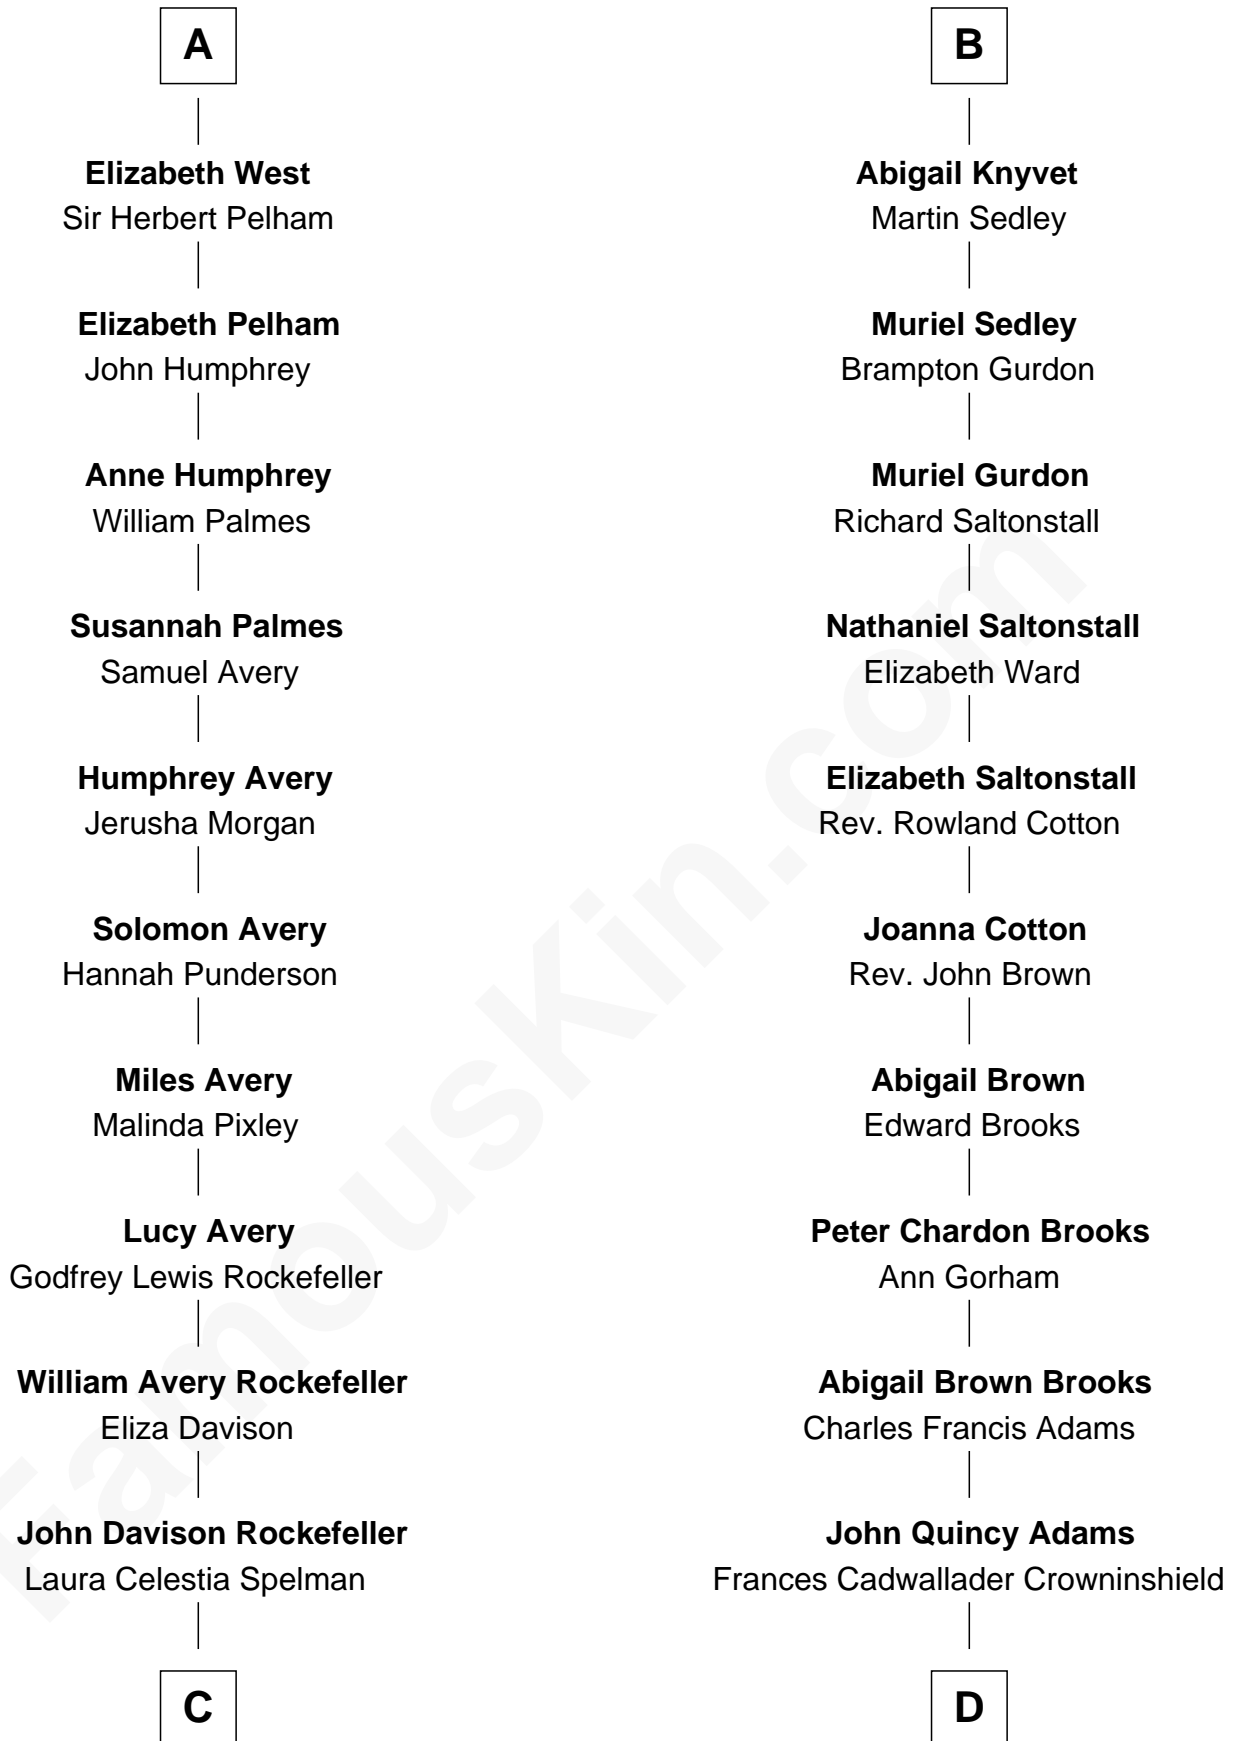 A
Elizabeth West
Sir Herbert Pelham
Elizabeth Pelham
John Humphrey
Anne Humphrey
William Palmes
Susannah Palmes
Samuel Avery
Humphrey Avery
Jerusha Morgan
Solomon Avery
Hannah Punderson
Miles Avery
Malinda Pixley
Lucy Avery
Godfrey Lewis Rockefeller
William Avery Rockefeller
Eliza Davison
John Davison Rockefeller
Laura Celestia Spelman
C
B
Abigail Knyvet
Martin Sedley
Muriel Sedley
Brampton Gurdon
Muriel Gurdon
Richard Saltonstall
Nathaniel Saltonstall
Elizabeth Ward
Elizabeth Saltonstall
Rev. Rowland Cotton
Joanna Cotton
Rev. John Brown
Abigail Brown
Edward Brooks
Peter Chardon Brooks
Ann Gorham
Abigail Brown Brooks
Charles Francis Adams
John Quincy Adams
Frances Cadwallader Crowninshield
D
FamousKin.com